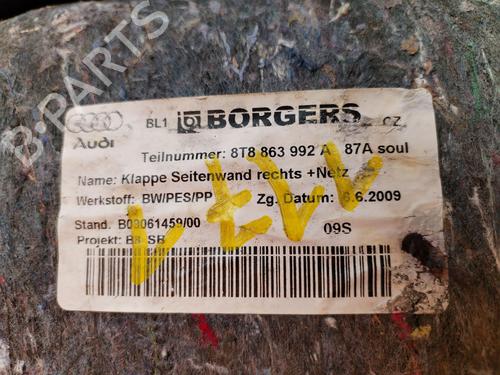 B-PARTS
BL1 BORGERS CZ
Audi
Teilnummer: 8T8 863 992 A 87A soul
Name: Klappe Seitenwand rechts +Netz
Werkstoff: BW/PES/PP Zg. Datum: 6.6.2009
Stand. B03061459/00 09S
Projekt: B8 SB